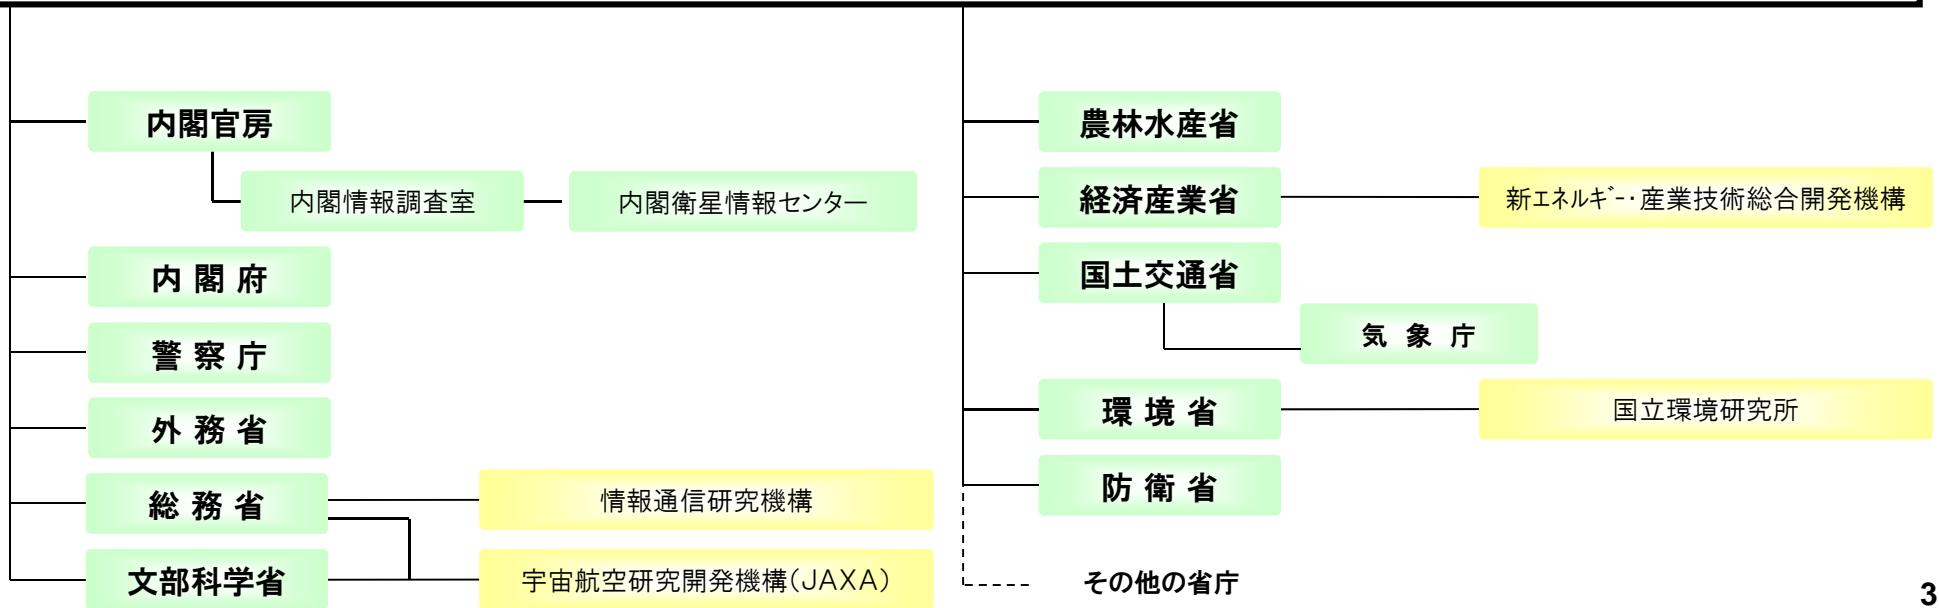 内閣官房
内閣情報調査室
内閣衛星情報センター
内 閣 府
警 察 庁
外 務 省
総 務 省
情報通信研究機構
文部科学省
宇宙航空研究開発機構(JAXA)
農林水産省
経済産業省
新ｴﾈﾙｷﾞｰ・産業技術総合開発機構
国土交通省
気 象 庁
環 境 省
国立環境研究所
防 衛 省
その他の省庁
3